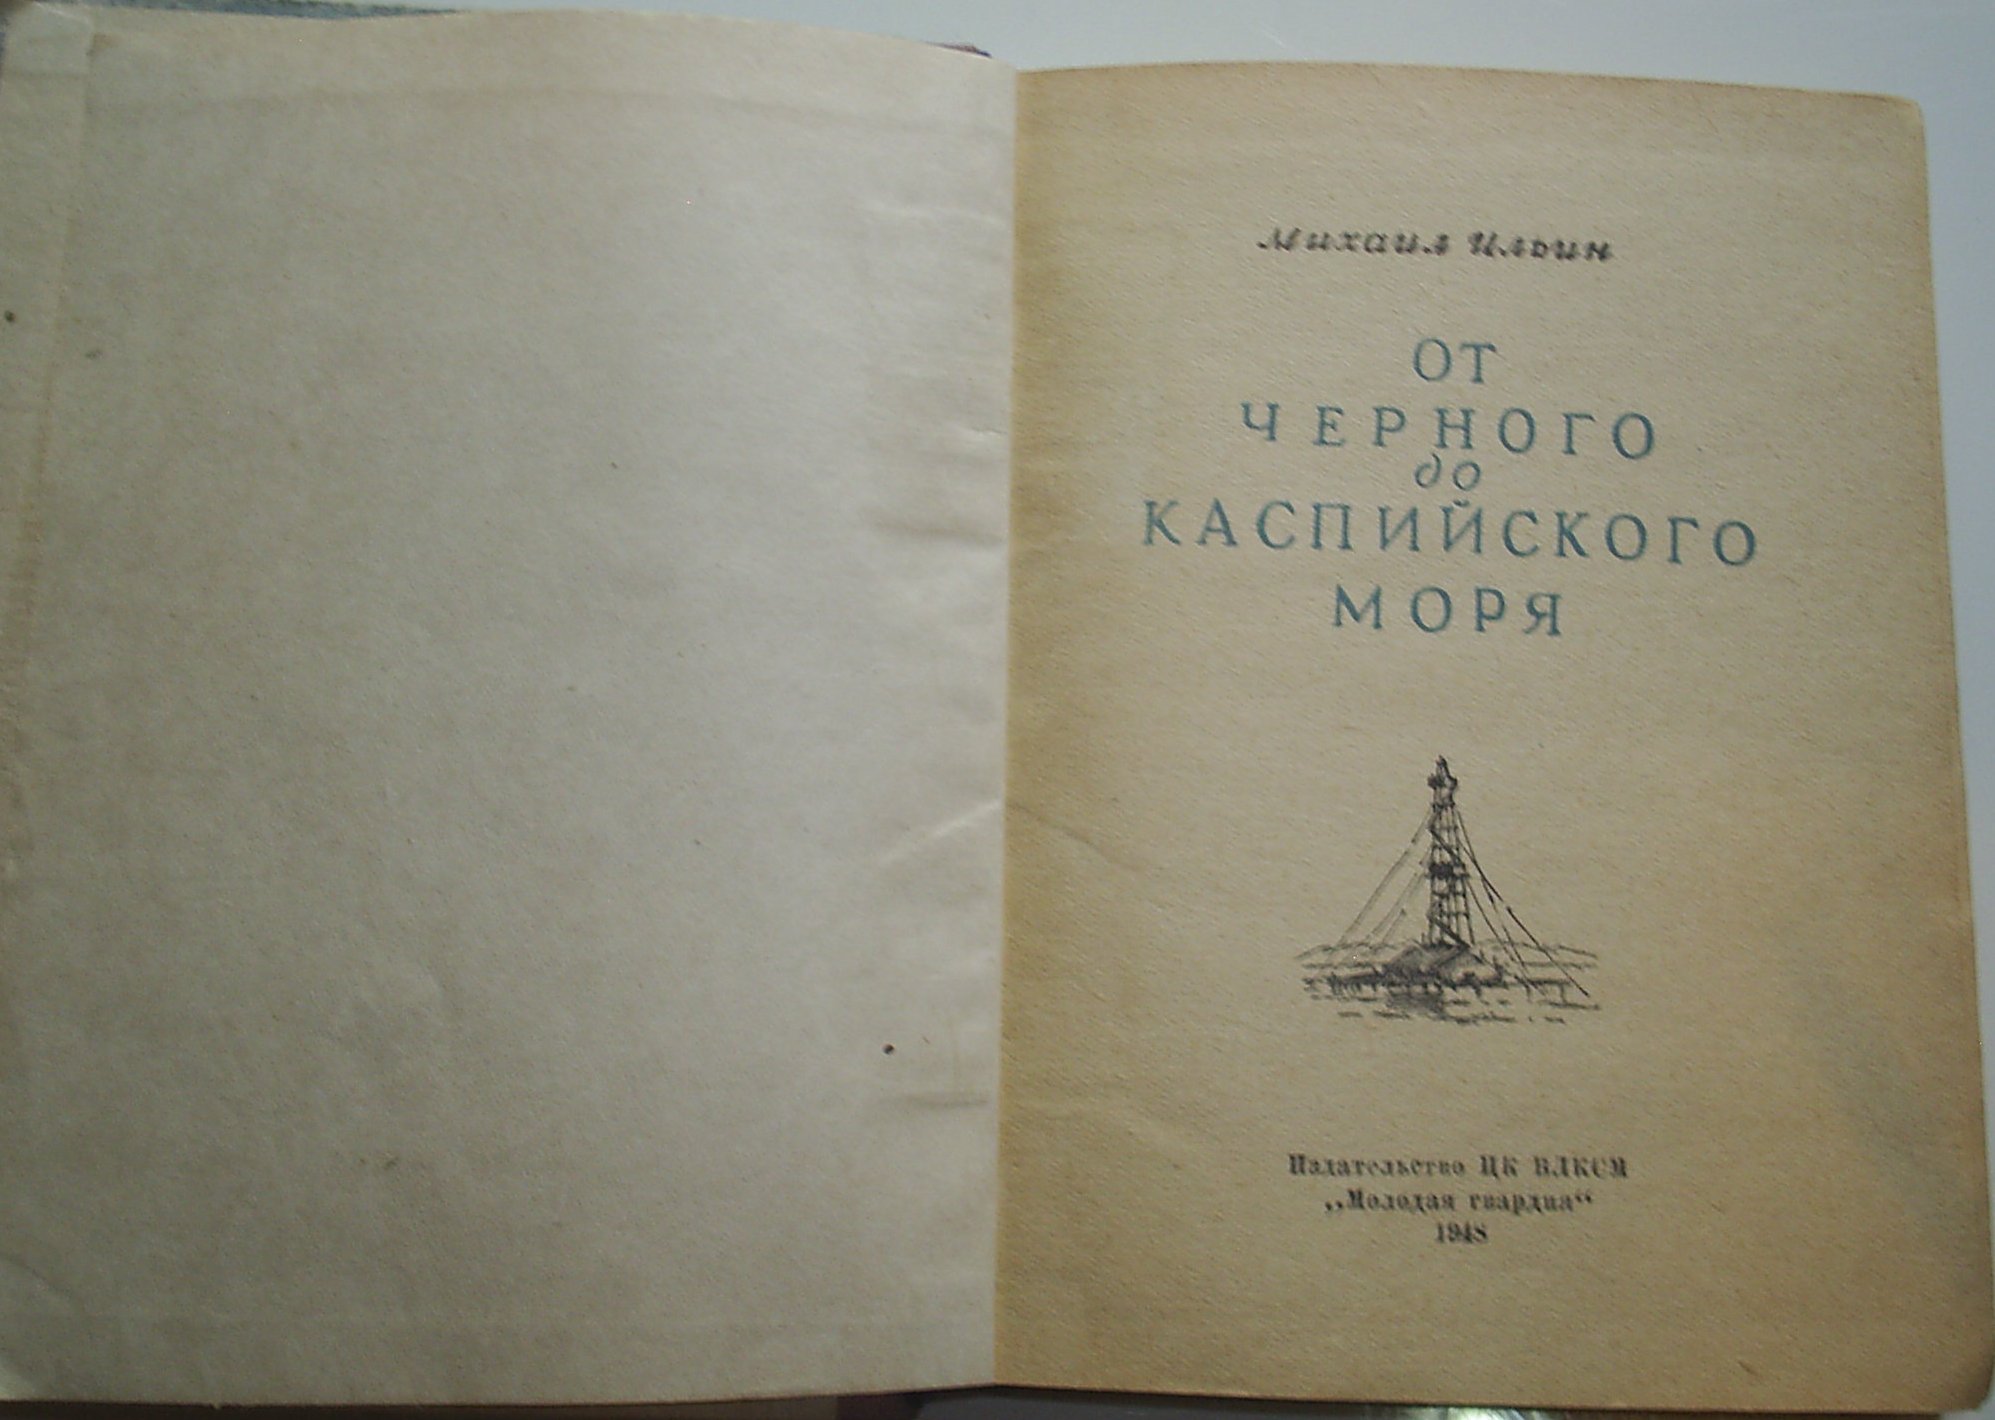 Михаил Ильин
ОТ
ЧЕРНОГО
до
КАСПИЙСКОГО
МОРЯ
Издательство ЦК ВЛКСМ
„Молодая гвардия“
1948